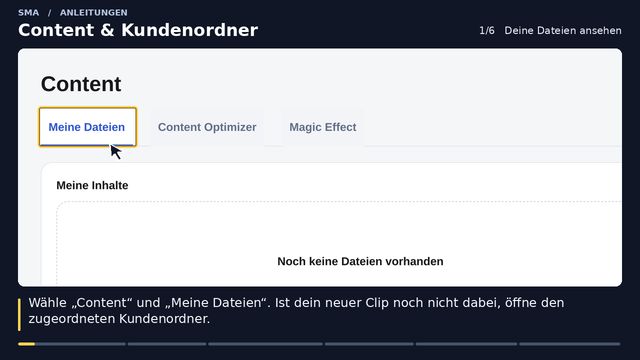 SMA / ANLEITUNGEN
Content & Kundenordner
1/6 Deine Dateien ansehen
Content
Meine Dateien Content Optimizer Magic Effect
Meine Inhalte
Noch keine Dateien vorhanden
Wähle „Content“ und „Meine Dateien“. Ist dein neuer Clip noch nicht dabei, öffne den
zugeordneten Kundenordner.